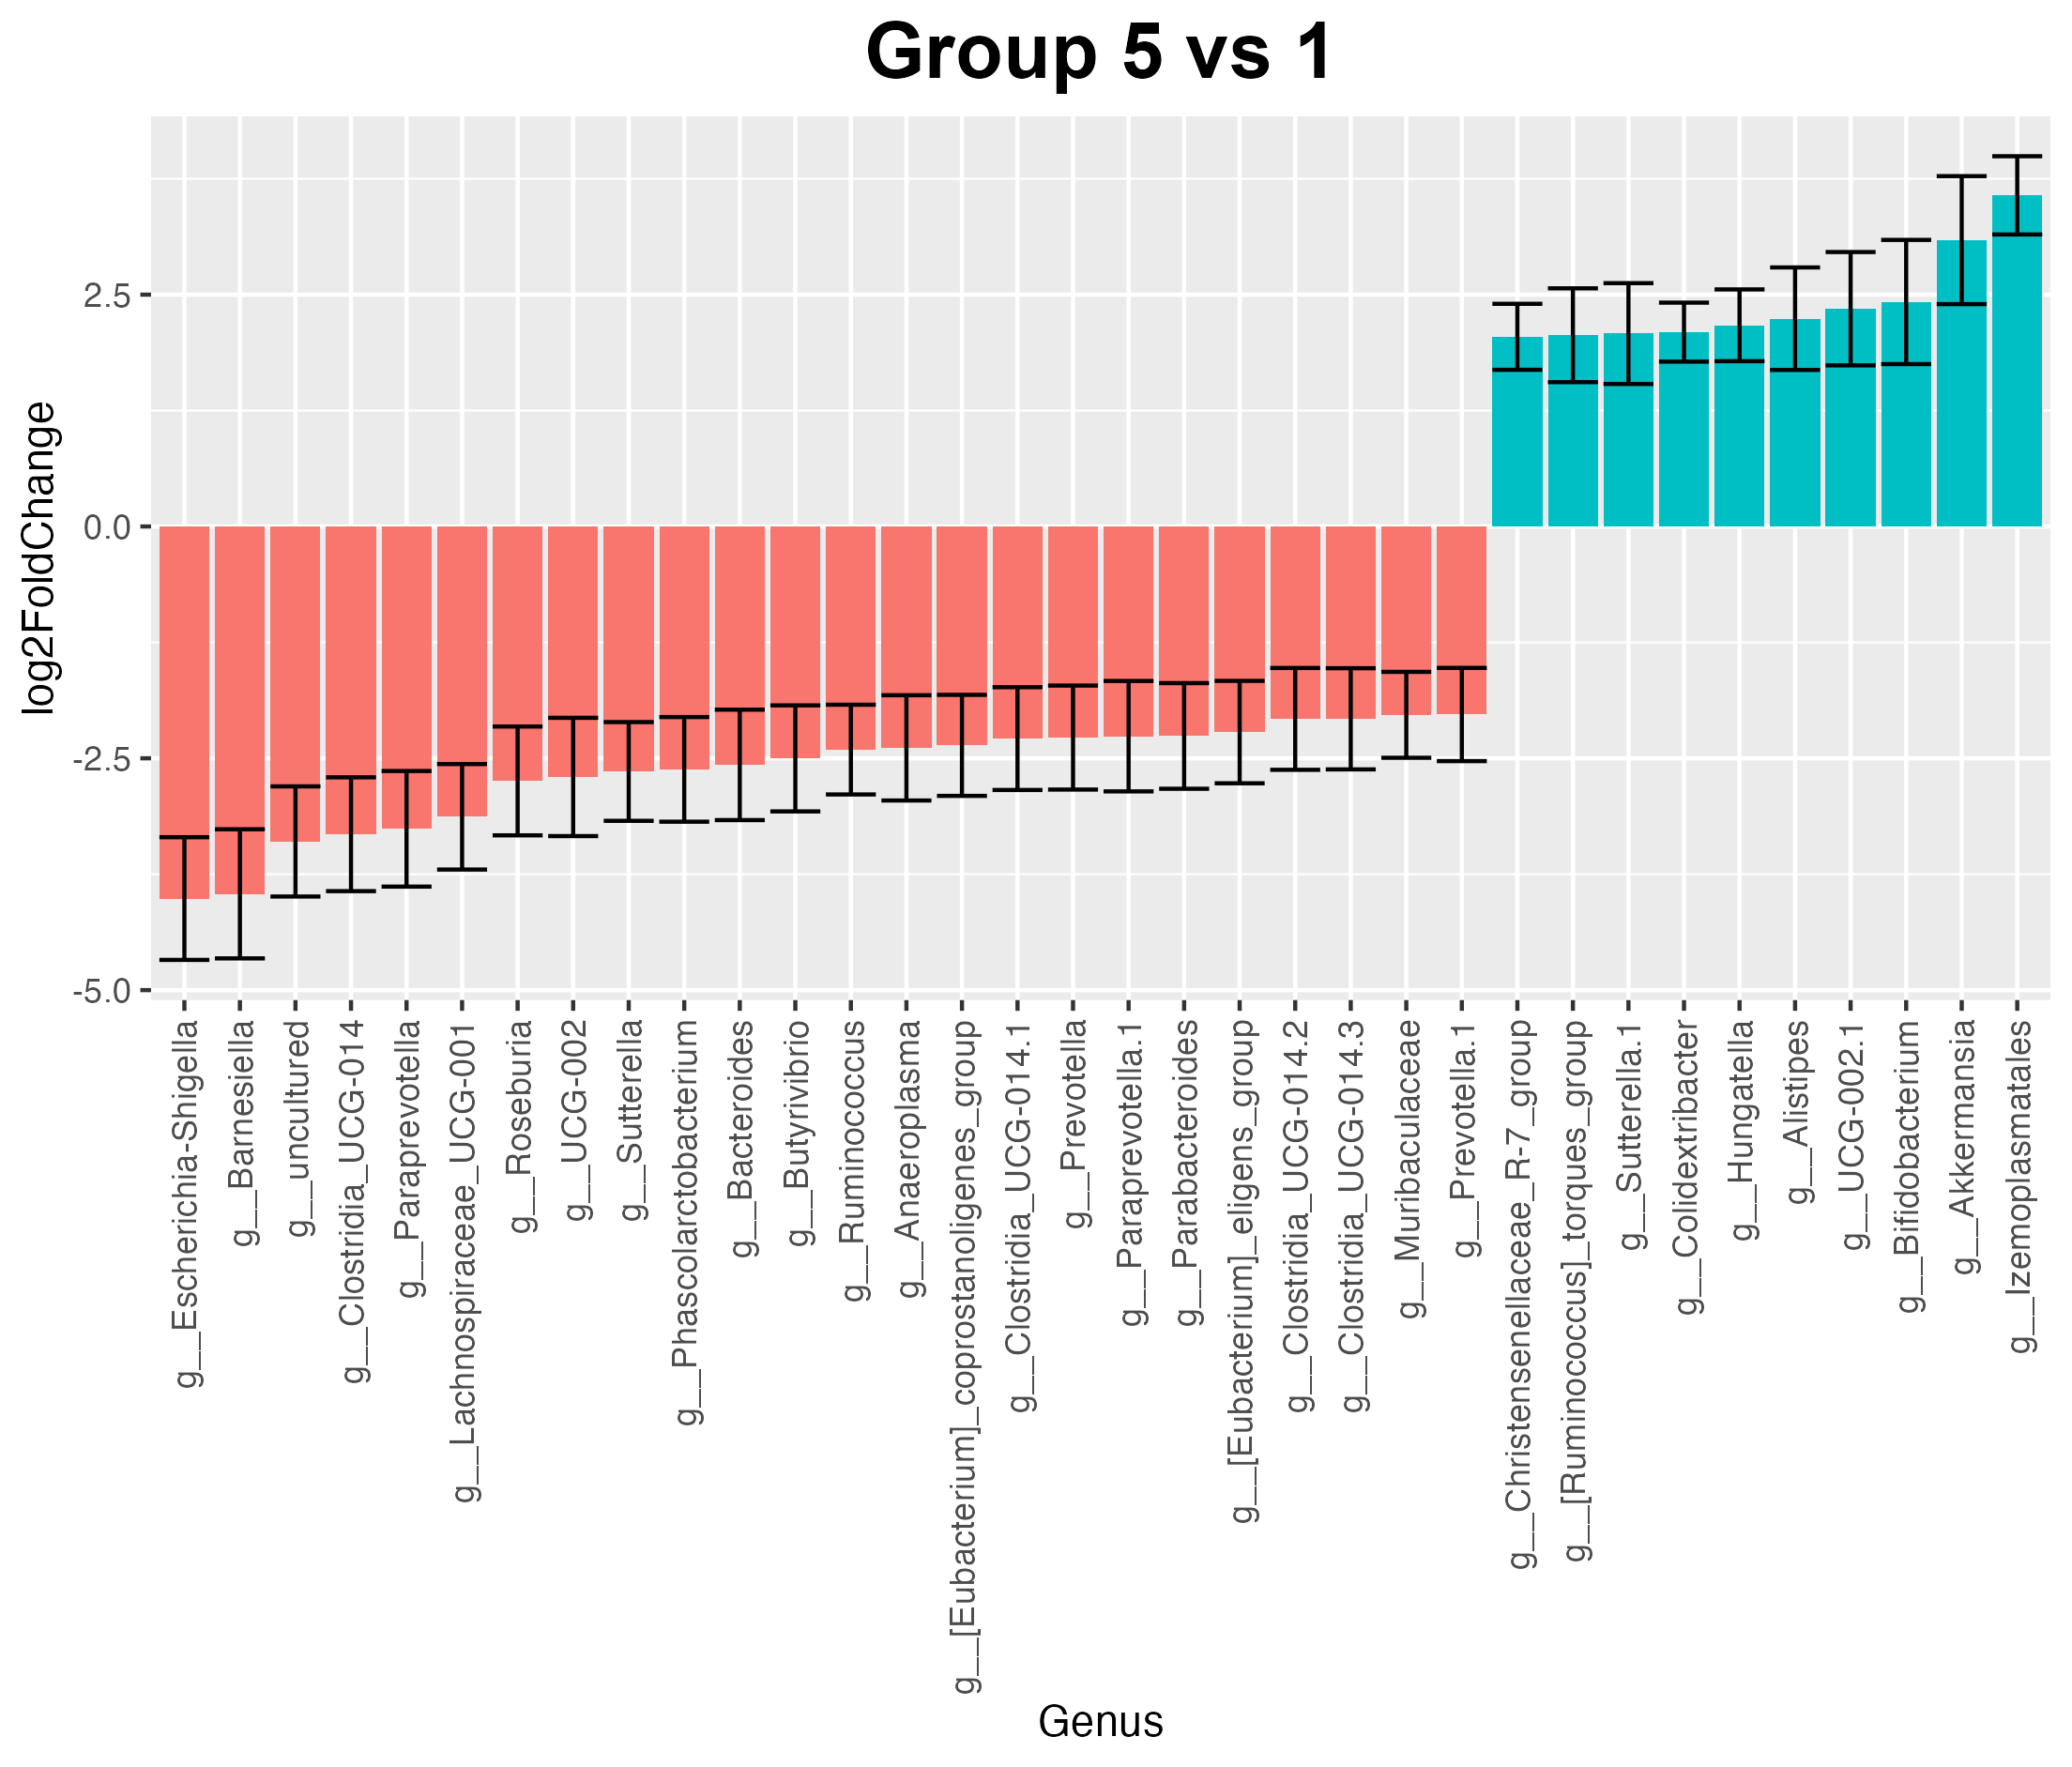 Group 5 vs 1
log2FoldChange
2.5
0.0
-2.5
-5.0
g__Escherichia-Shigella
g__Barnesiella
g__uncultured
g__Clostridia_UCG-014
g__Paraprevotella
g__Lachnospiraceae_UCG-001
g__Roseburia
g__UCG-002
g__Sutterella
g__Phascolarctobacterium
g__Bacteroides
g__Butyrivibrio
g__Ruminococcus
g__Anaeroplasma
g__[Eubacterium]_coprostanoligenes_group
g__Clostridia_UCG-014.1
g__Prevotella
g__Paraprevotella.1
g__Parabacteroides
g__[Eubacterium]_eligens_group
g__Clostridia_UCG-014.2
g__Clostridia_UCG-014.3
g__Muribaculaceae
g__Prevotella.1
g__Christensenellaceae_R-7_group
g__[Ruminococcus]_torques_group
g__Sutterella.1
g__Colidextribacter
g__Hungatella
g__Alistipes
g__UCG-002.1
g__Bifidobacterium
g__Akkermansia
g__Izemoplasmatales
Genus